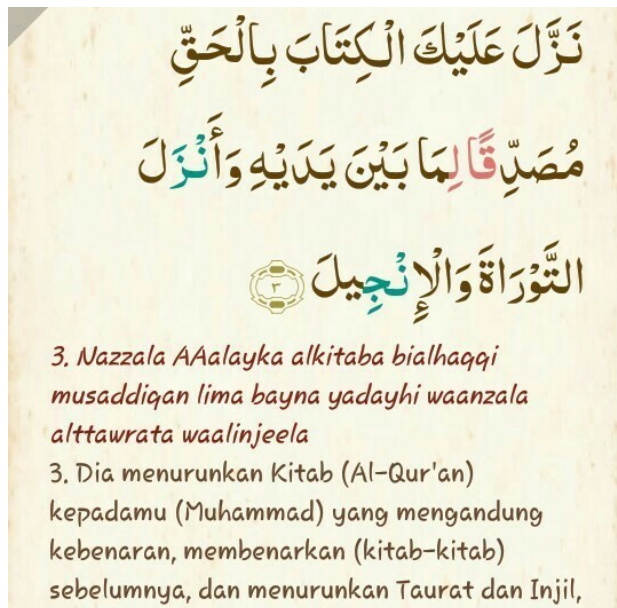 نَزَّلَ عَلَيْكَ الْكِتَابَ بِالْحَقِّ
مُصَدِّقًا لِمَا بَيْنَ يَدَيْهِ وَأَنْزَلَ
التَّوْرَاةَ وَالْإِنْجِيلَ ٣
3. Nazzala AAalayka alkitaba bialhaqqi
musaddiqan lima bayna yadayhi waanzala
alttawrata waalinjeela
3. Dia menurunkan Kitab (Al-Qur'an)
kepadamu (Muhammad) yang mengandung
kebenaran, membenarkan (kitab-kitab)
sebelumnya, dan menurunkan Taurat dan Injil,